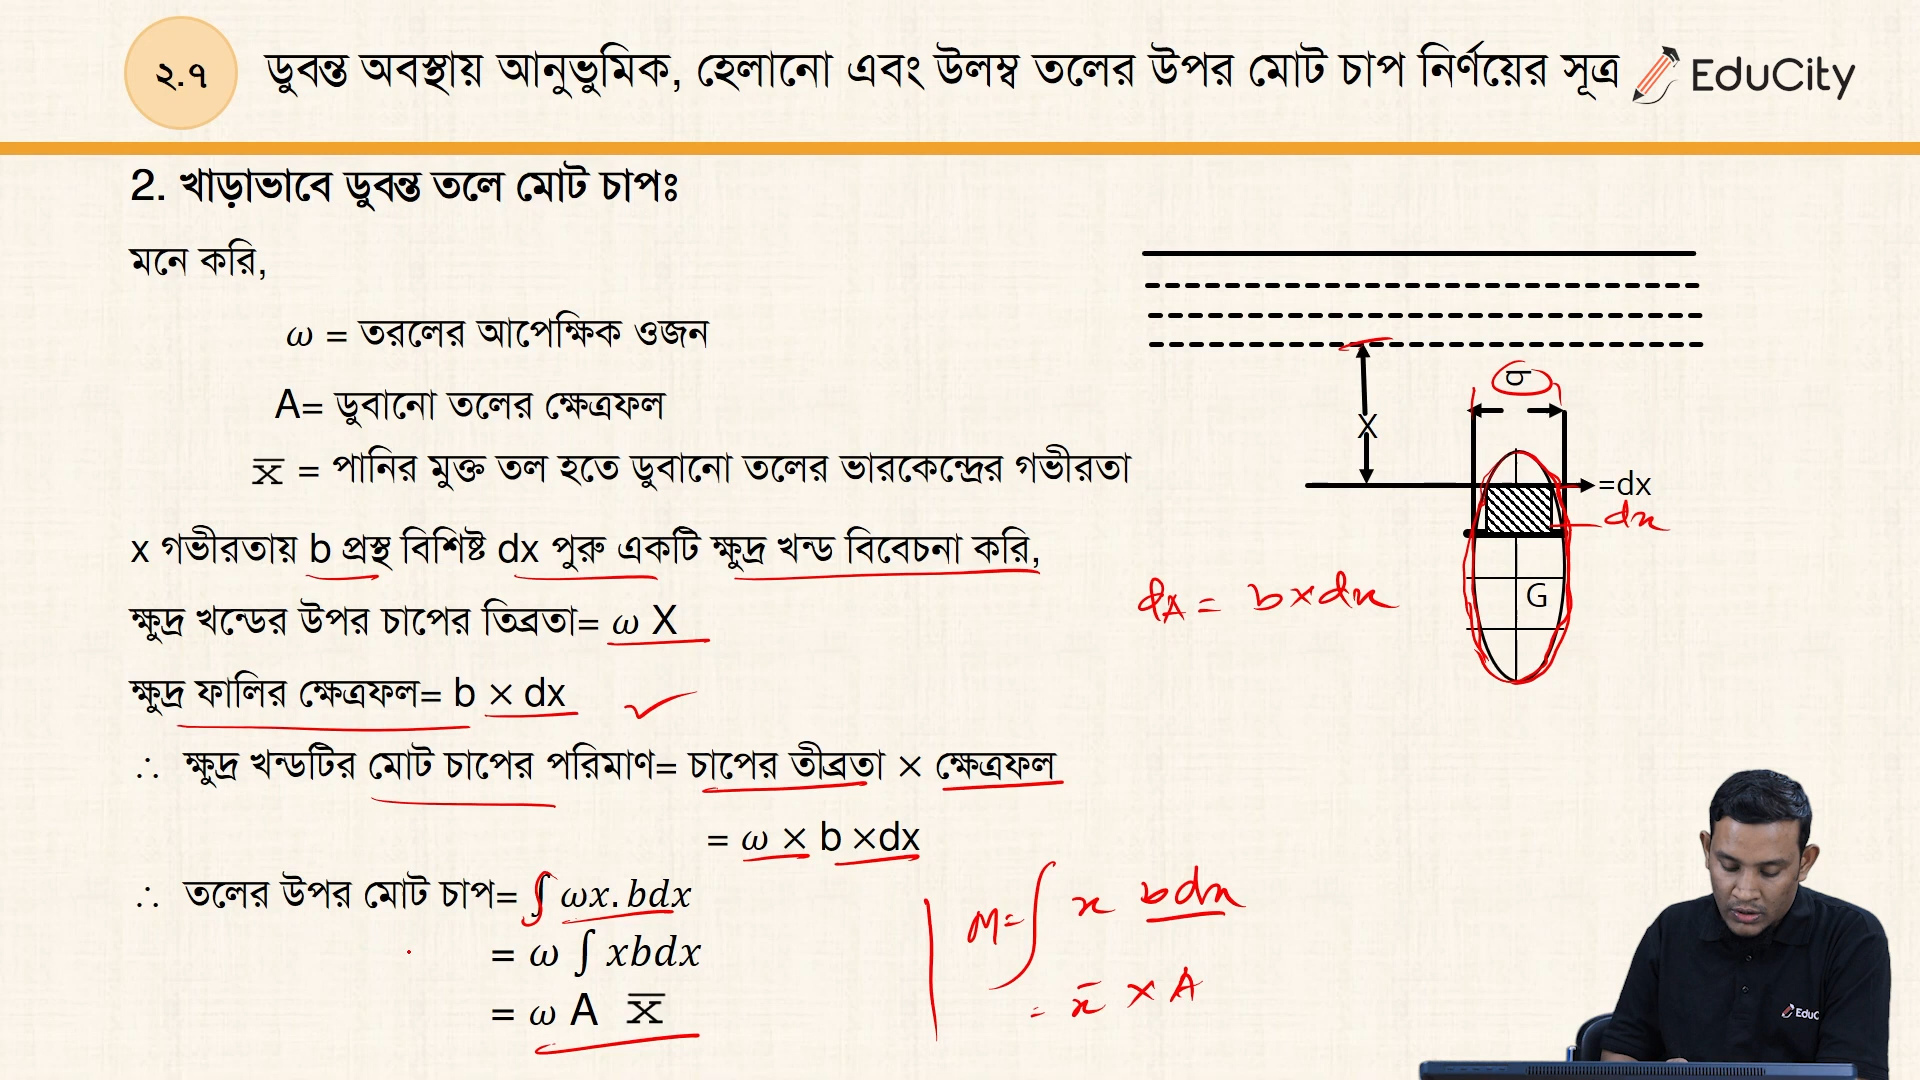 ২.৭ ডুবন্ত অবস্থায় আনুভুমিক, হেলানো এবং উলম্ব তলের উপর মোট চাপ নির্ণয়ের সূত্র EduCity
2. খাড়াভাবে ডুবন্ত তলে মোট চাপঃ
মনে করি,
ω = তরলের আপেক্ষিক ওজন
A= ডুবানো তলের ক্ষেত্রফল
x̅ = পানির মুক্ত তল হতে ডুবানো তলের ভারকেন্দ্রের গভীরতা
x গভীরতায় b প্রস্থ বিশিষ্ট dx পুরু একটি ক্ষুদ্র খন্ড বিবেচনা করি,
ক্ষুদ্র খন্ডের উপর চাপের তিব্রতা= ω X
ক্ষুদ্র ফালির ক্ষেত্রফল= b × dx
∴ ক্ষুদ্র খন্ডটির মোট চাপের পরিমাণ= চাপের তীব্রতা × ক্ষেত্রফল
= ω × b ×dx
∴ তলের উপর মোট চাপ= ∫ ωx.bdx
= ω ∫ xbdx
= ω A x̅
b
X
=dx
dx
G
dA = b×dx
M= ∫ x bdx
= x̅ × A
EduC